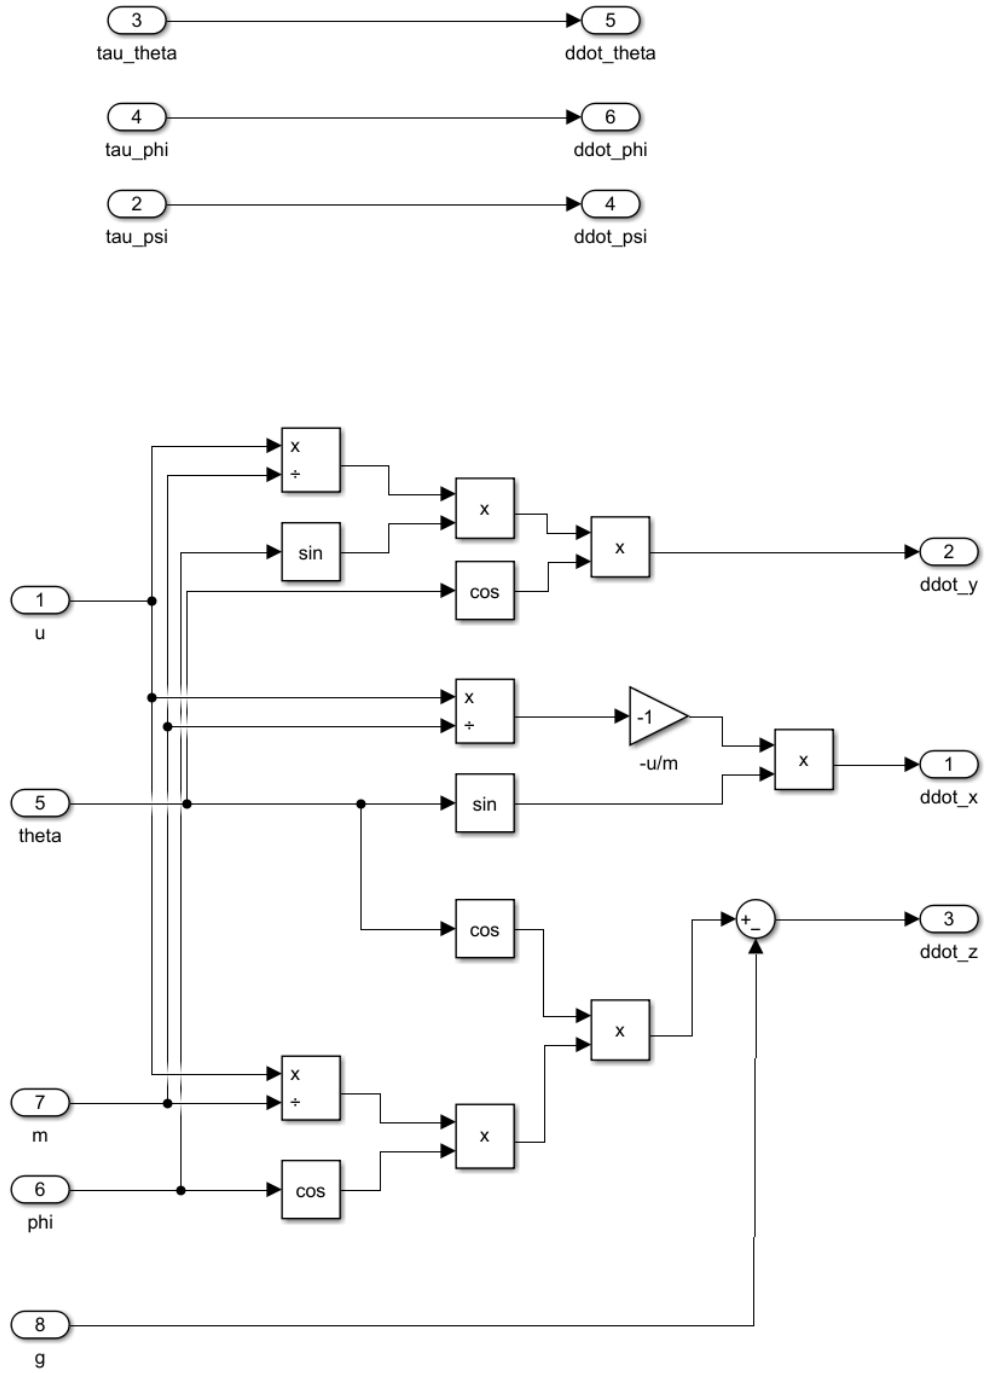 3
5
tau_theta
ddot_theta
4
6
tau_phi
ddot_phi
2
4
tau_psi
ddot_psi
x
÷
x
sin
x
2
ddot_y
cos
1
u
x
÷
-1
-u/m
x
1
ddot_x
5
theta
sin
cos
+
_
3
ddot_z
x
x
÷
7
m
x
6
phi
cos
8
g